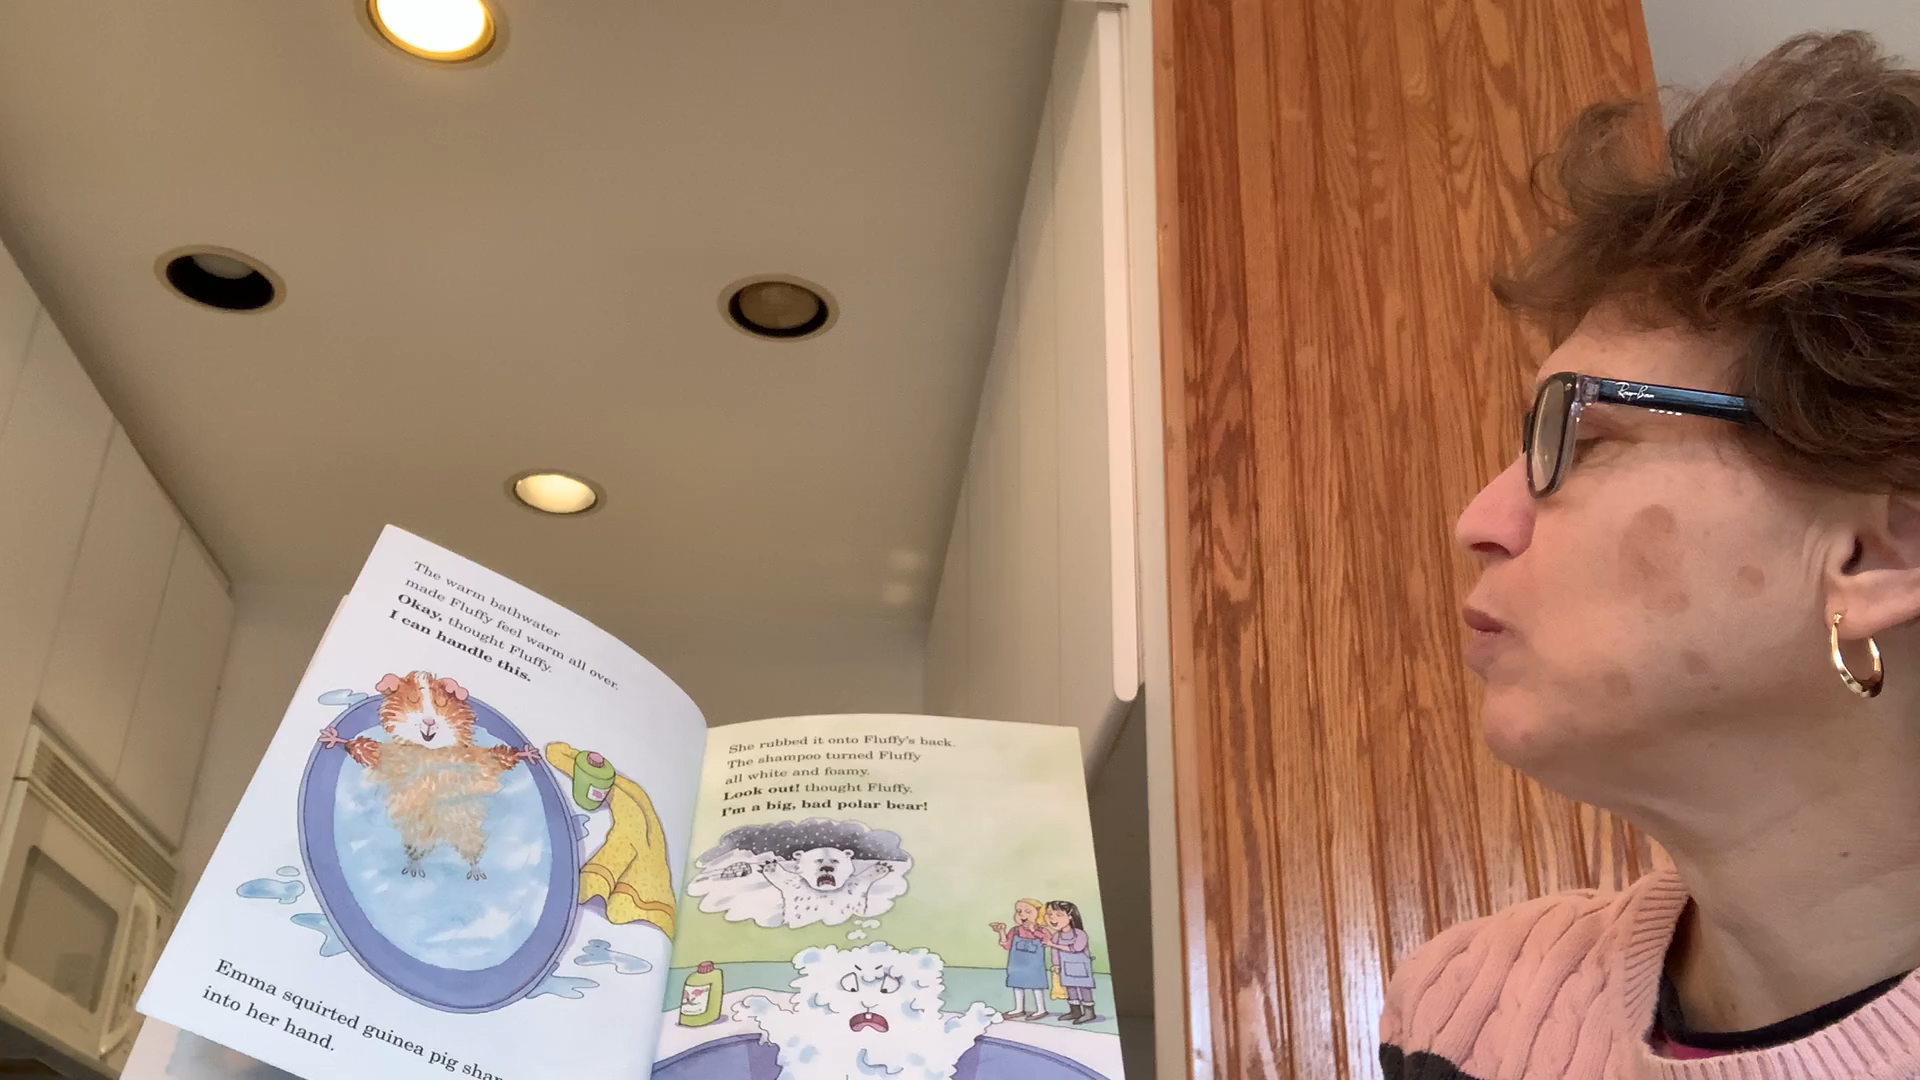 The warm bathwater
made Fluffy feel warm all over.
Okay, thought Fluffy.
I can handle this.
Emma squirted guinea pig
into her hand.
She rubbed it onto Fluffy's back.
The shampoo turned Fluffy
all white and foamy.
Look out! thought Fluffy.
I'm a big, bad polar bear!
Ray-Ban